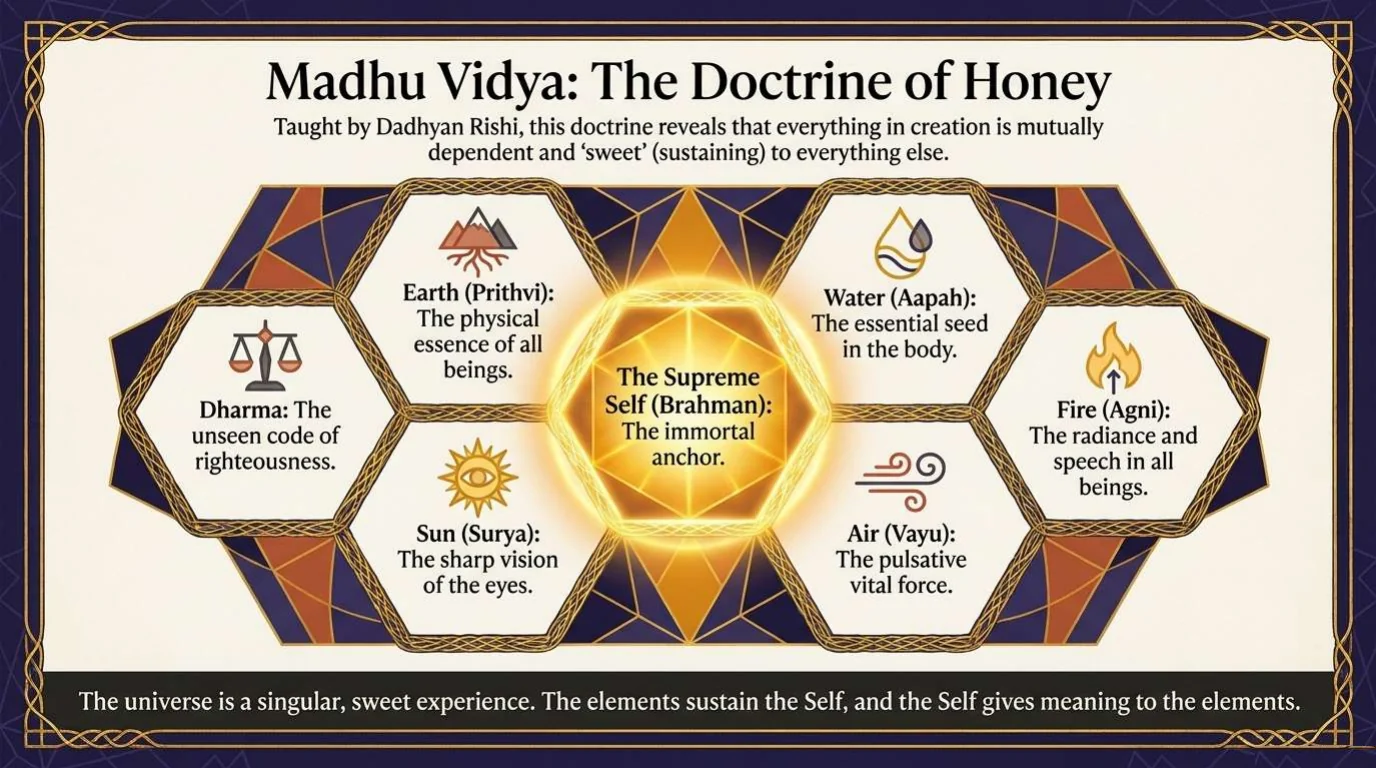 Madhu Vidya: The Doctrine of Honey
Taught by Dadhyan Rishi, this doctrine reveals that everything in creation is mutually
dependent and ‘sweet’ (sustaining) to everything else.
Earth (Prithvi):
The physical
essence of all
beings.
Water (Aapah):
The essential seed
in the body.
Dharma: The
unseen code of
righteousness.
The Supreme
Self (Brahman):
The immortal
anchor.
Fire (Agni):
The radiance and
speech in all
beings.
Sun (Surya):
The sharp vision
of the eyes.
Air (Vayu):
The pulsative
vital force.
The universe is a singular, sweet experience. The elements sustain the Self, and the Self gives meaning to the elements.